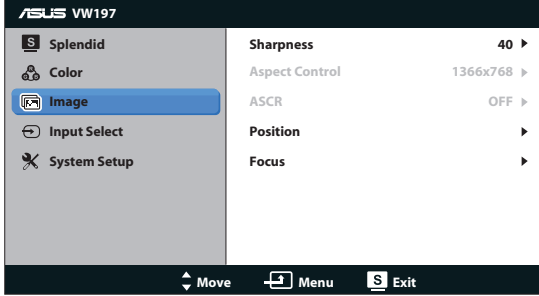 ASUS VW197
S Splendid
Color
Image
Input Select
System Setup
Sharpness 40
Aspect Control 1366x768
ASCR OFF
Position
Focus
Move Menu S Exit